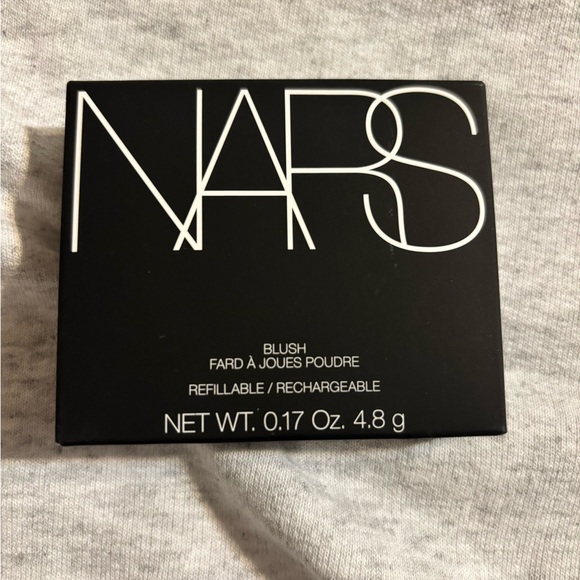 NARS
BLUSH
FARD À JOUES POUDRE
REFILLABLE / RECHARGEABLE
NET WT. 0.17 Oz. 4.8 g